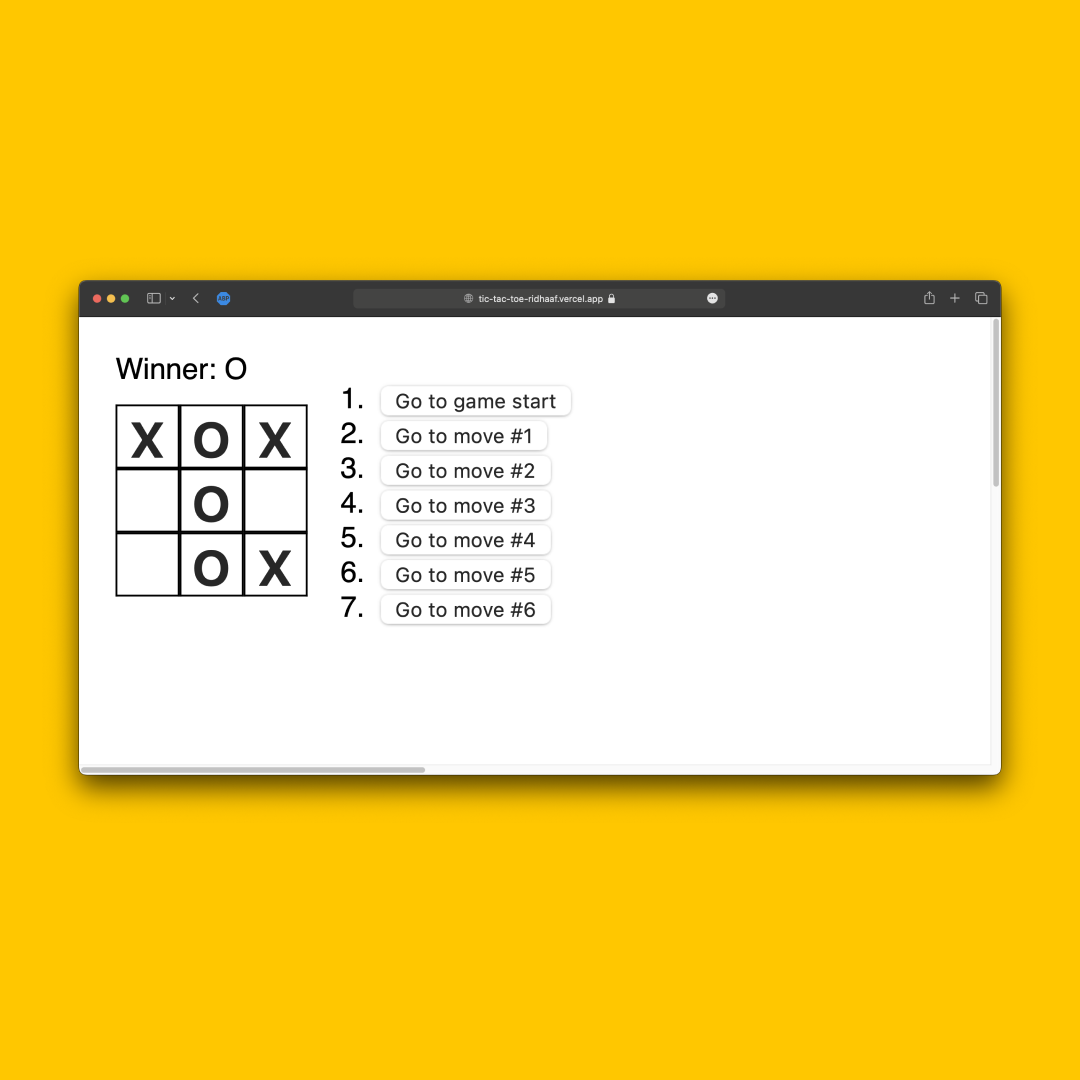 ABP
tic-tac-toe-ridhaaf.vercel.app
Winner: O
X O X
O
O X
1. Go to game start
2. Go to move #1
3. Go to move #2
4. Go to move #3
5. Go to move #4
6. Go to move #5
7. Go to move #6